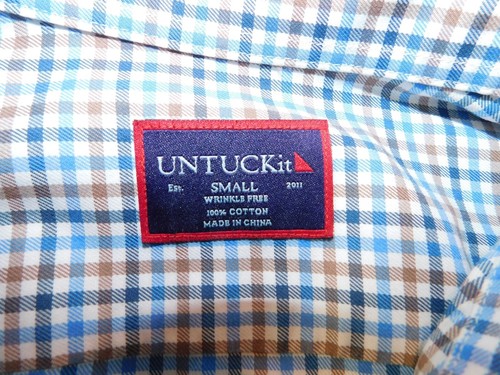 UNTUCKit
Est. SMALL 2011
WRINKLE FREE
100% COTTON
MADE IN CHINA